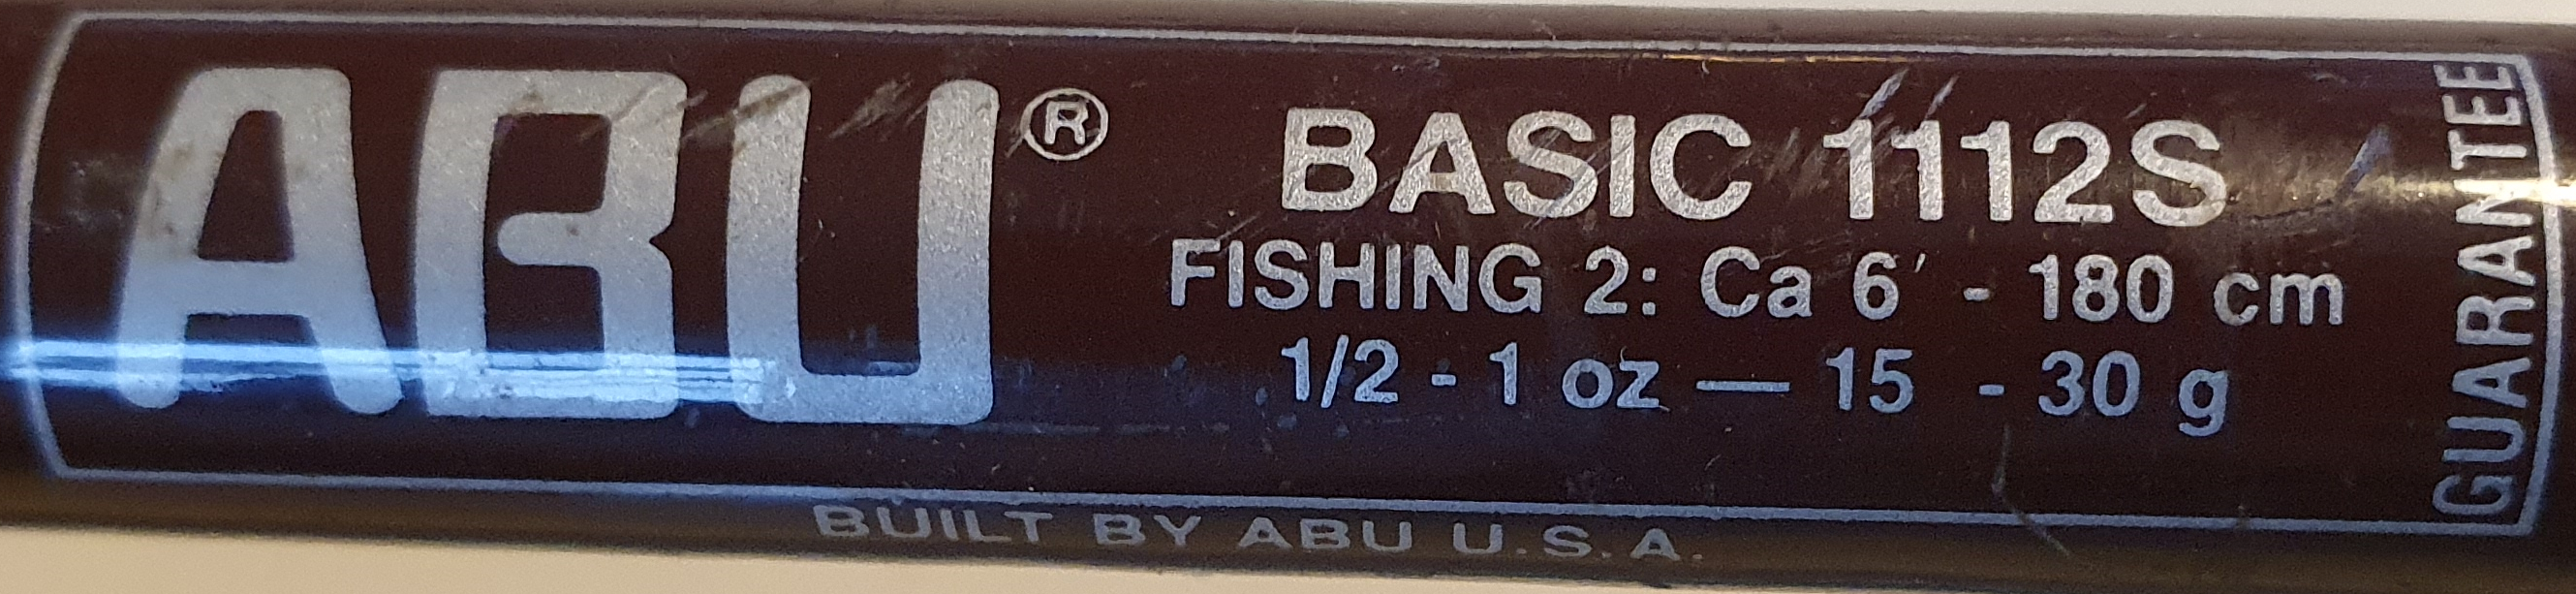 ABU®
BASIC 1112S
FISHING 2: Ca 6' - 180 cm
1/2 - 1 oz — 15 - 30 g
GUARANTEE
BUILT BY ABU U.S.A.